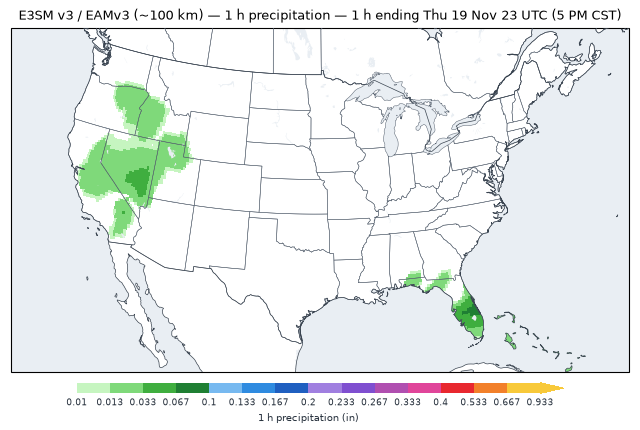 E3SM v3 / EAMv3 (~100 km) — 1 h precipitation — 1 h ending Thu 19 Nov 23 UTC (5 PM CST)
0.01 0.013 0.033 0.067 0.1 0.133 0.167 0.2 0.233 0.267 0.333 0.4 0.533 0.667 0.933
1 h precipitation (in)